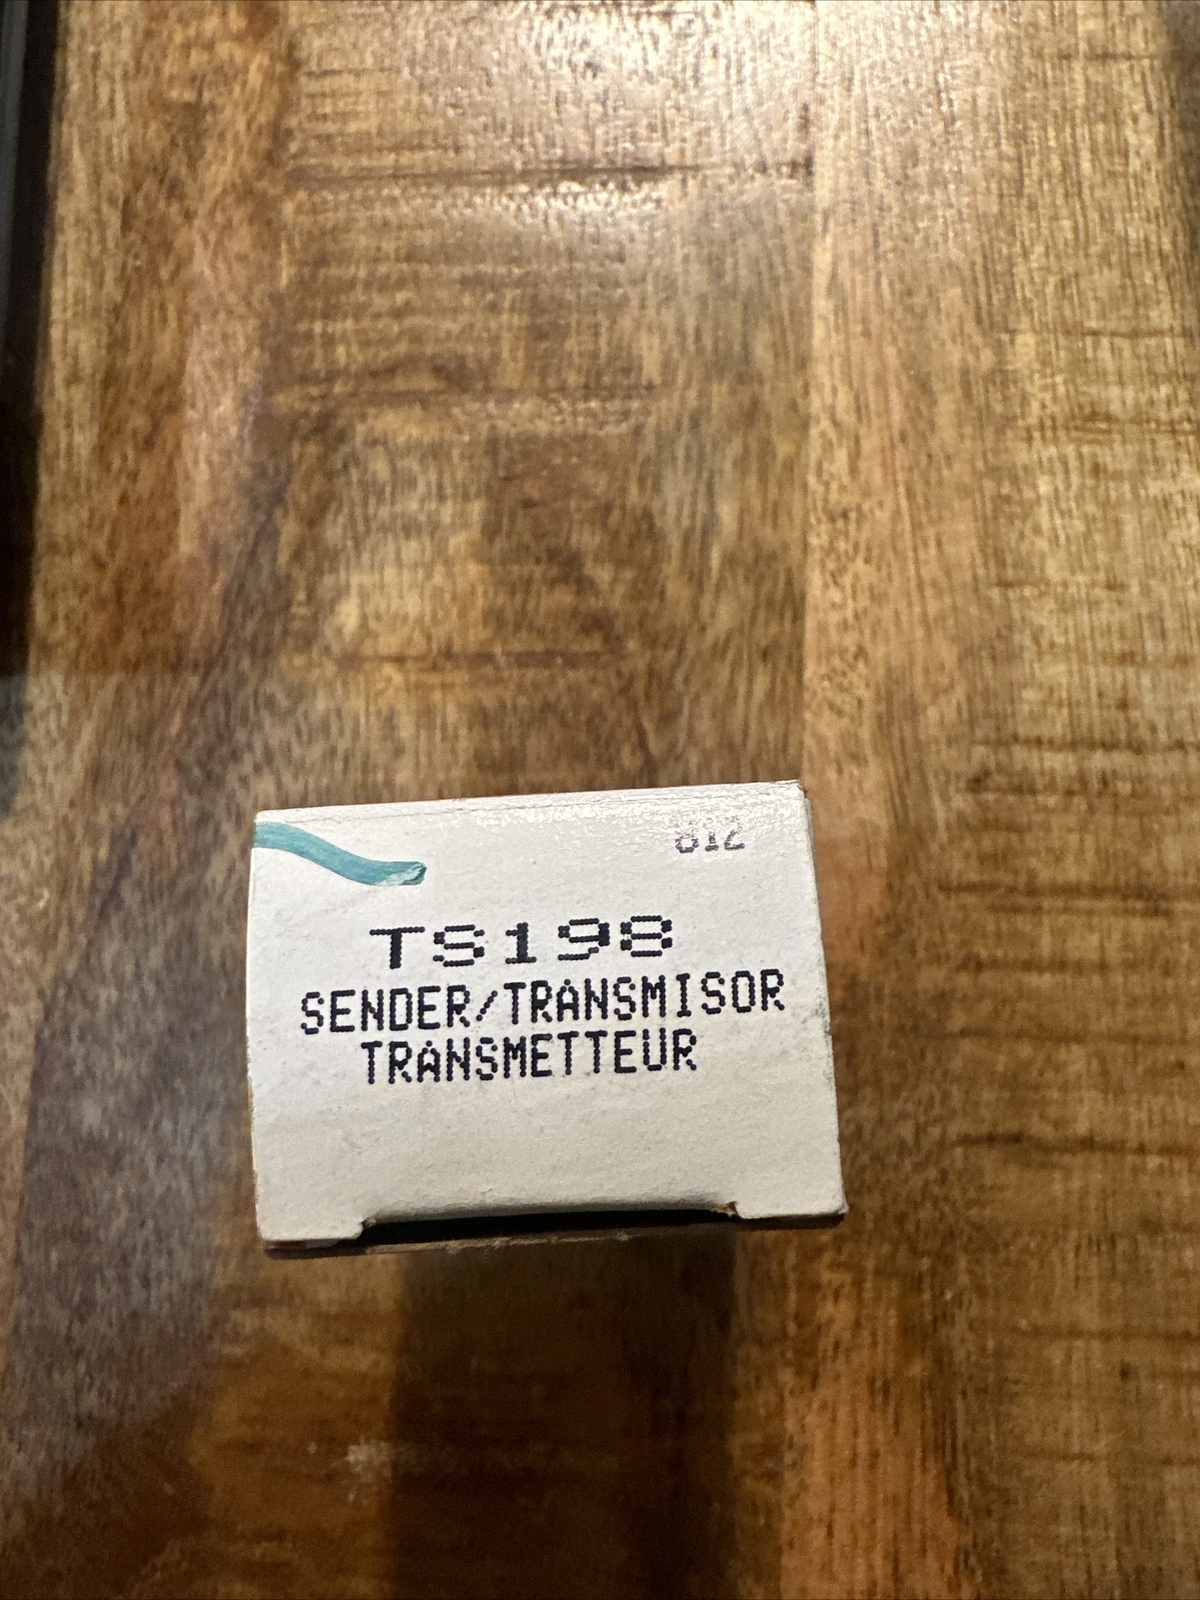 812
TS198
SENDER/TRANSMISOR
TRANSMETTEUR